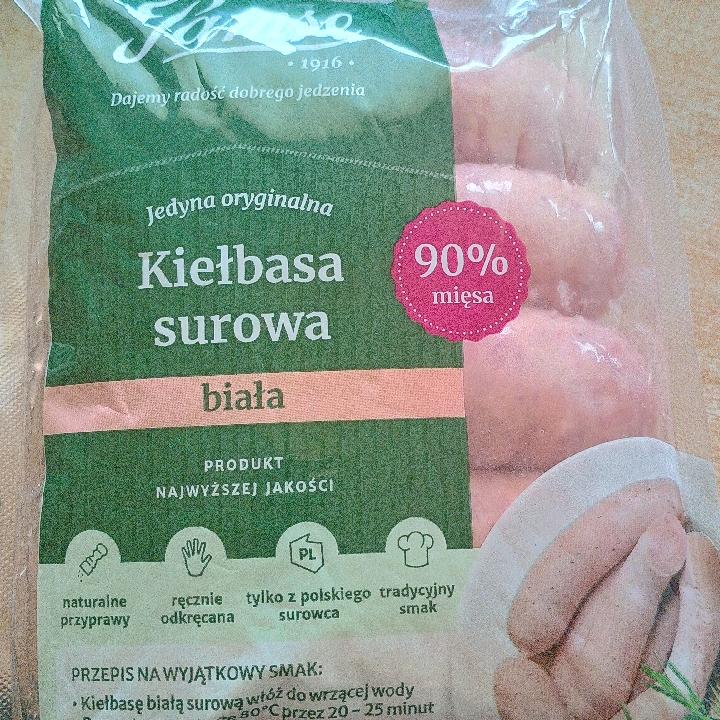 · 1916 ·
Dajemy radość dobrego jedzenia
Jedyna oryginalna
Kiełbasa
surowa
90%
mięsa
biała
PRODUKT
NAJWYŻSZEJ JAKOŚCI
PL
naturalne
przyprawy
ręcznie
odkręcana
tylko z polskiego
surowca
tradycyjny
smak
PRZEPIS NA WYJĄTKOWY SMAK:
• Kiełbasę białą surową włóż do wrzącej wody
80°C przez 20 – 25 minut